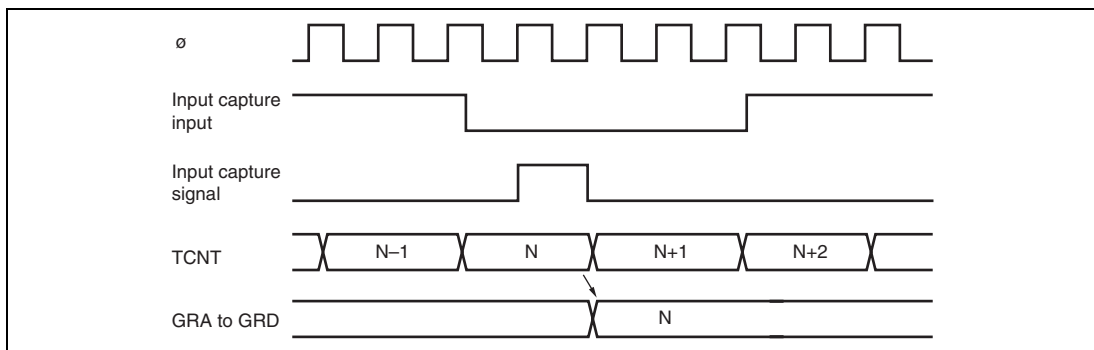 ø
Input capture
input
Input capture
signal
TCNT
N–1
N
N+1
N+2
GRA to GRD
N